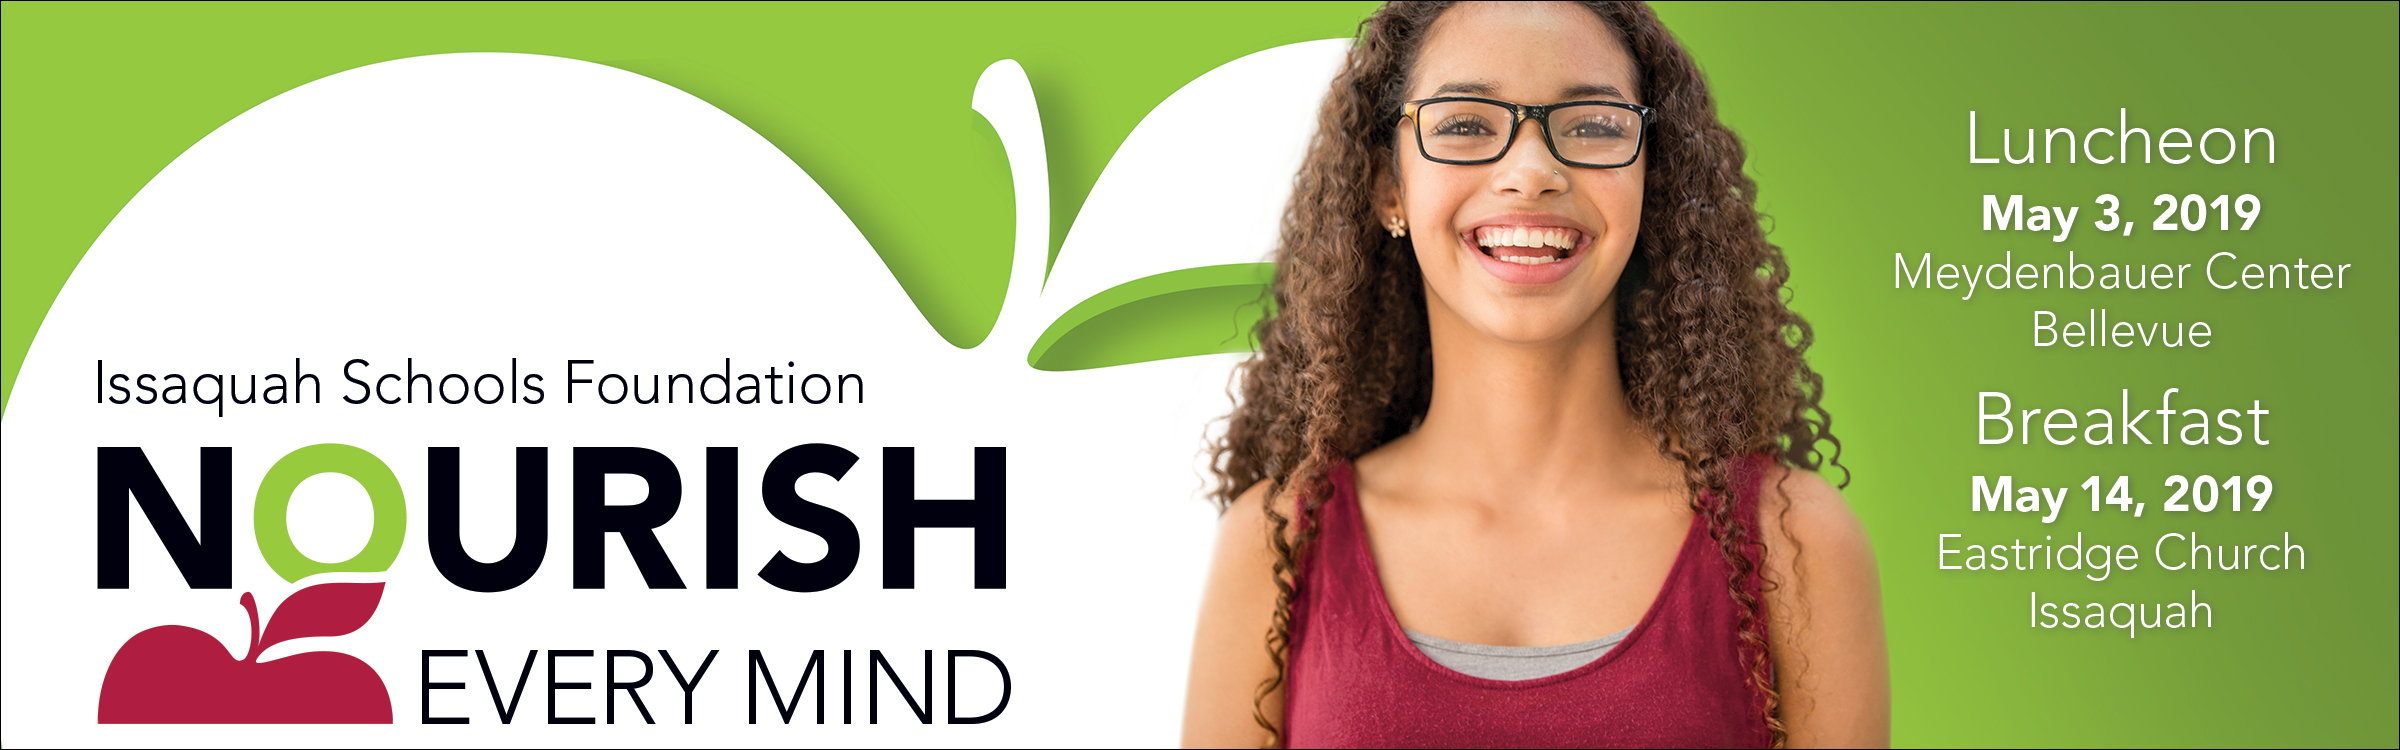 Issaquah Schools Foundation
NOURISH
EVERY MIND
Luncheon
May 3, 2019
Meydenbauer Center
Bellevue
Breakfast
May 14, 2019
Eastridge Church
Issaquah